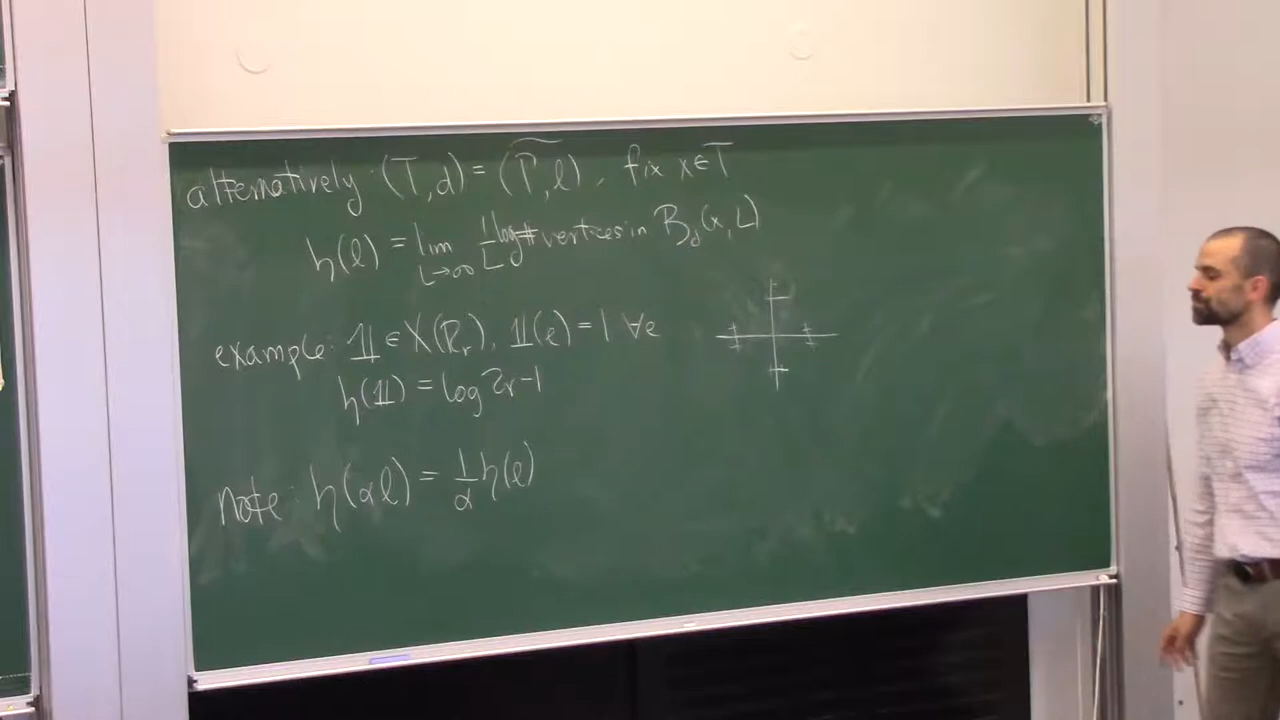 alternatively: (T, d) = (Γ̃, ℓ), fix x ∈ T
𝔥(ℓ) = lim_{L→∞} 1/L log # vertices in B_d(x, L)
example: 𝟙 ∈ X(R_r), 𝟙(e) = 1 ∀e
𝔥(𝟙) = log 2r-1
note: 𝔥(αℓ) = 1/α 𝔥(ℓ)